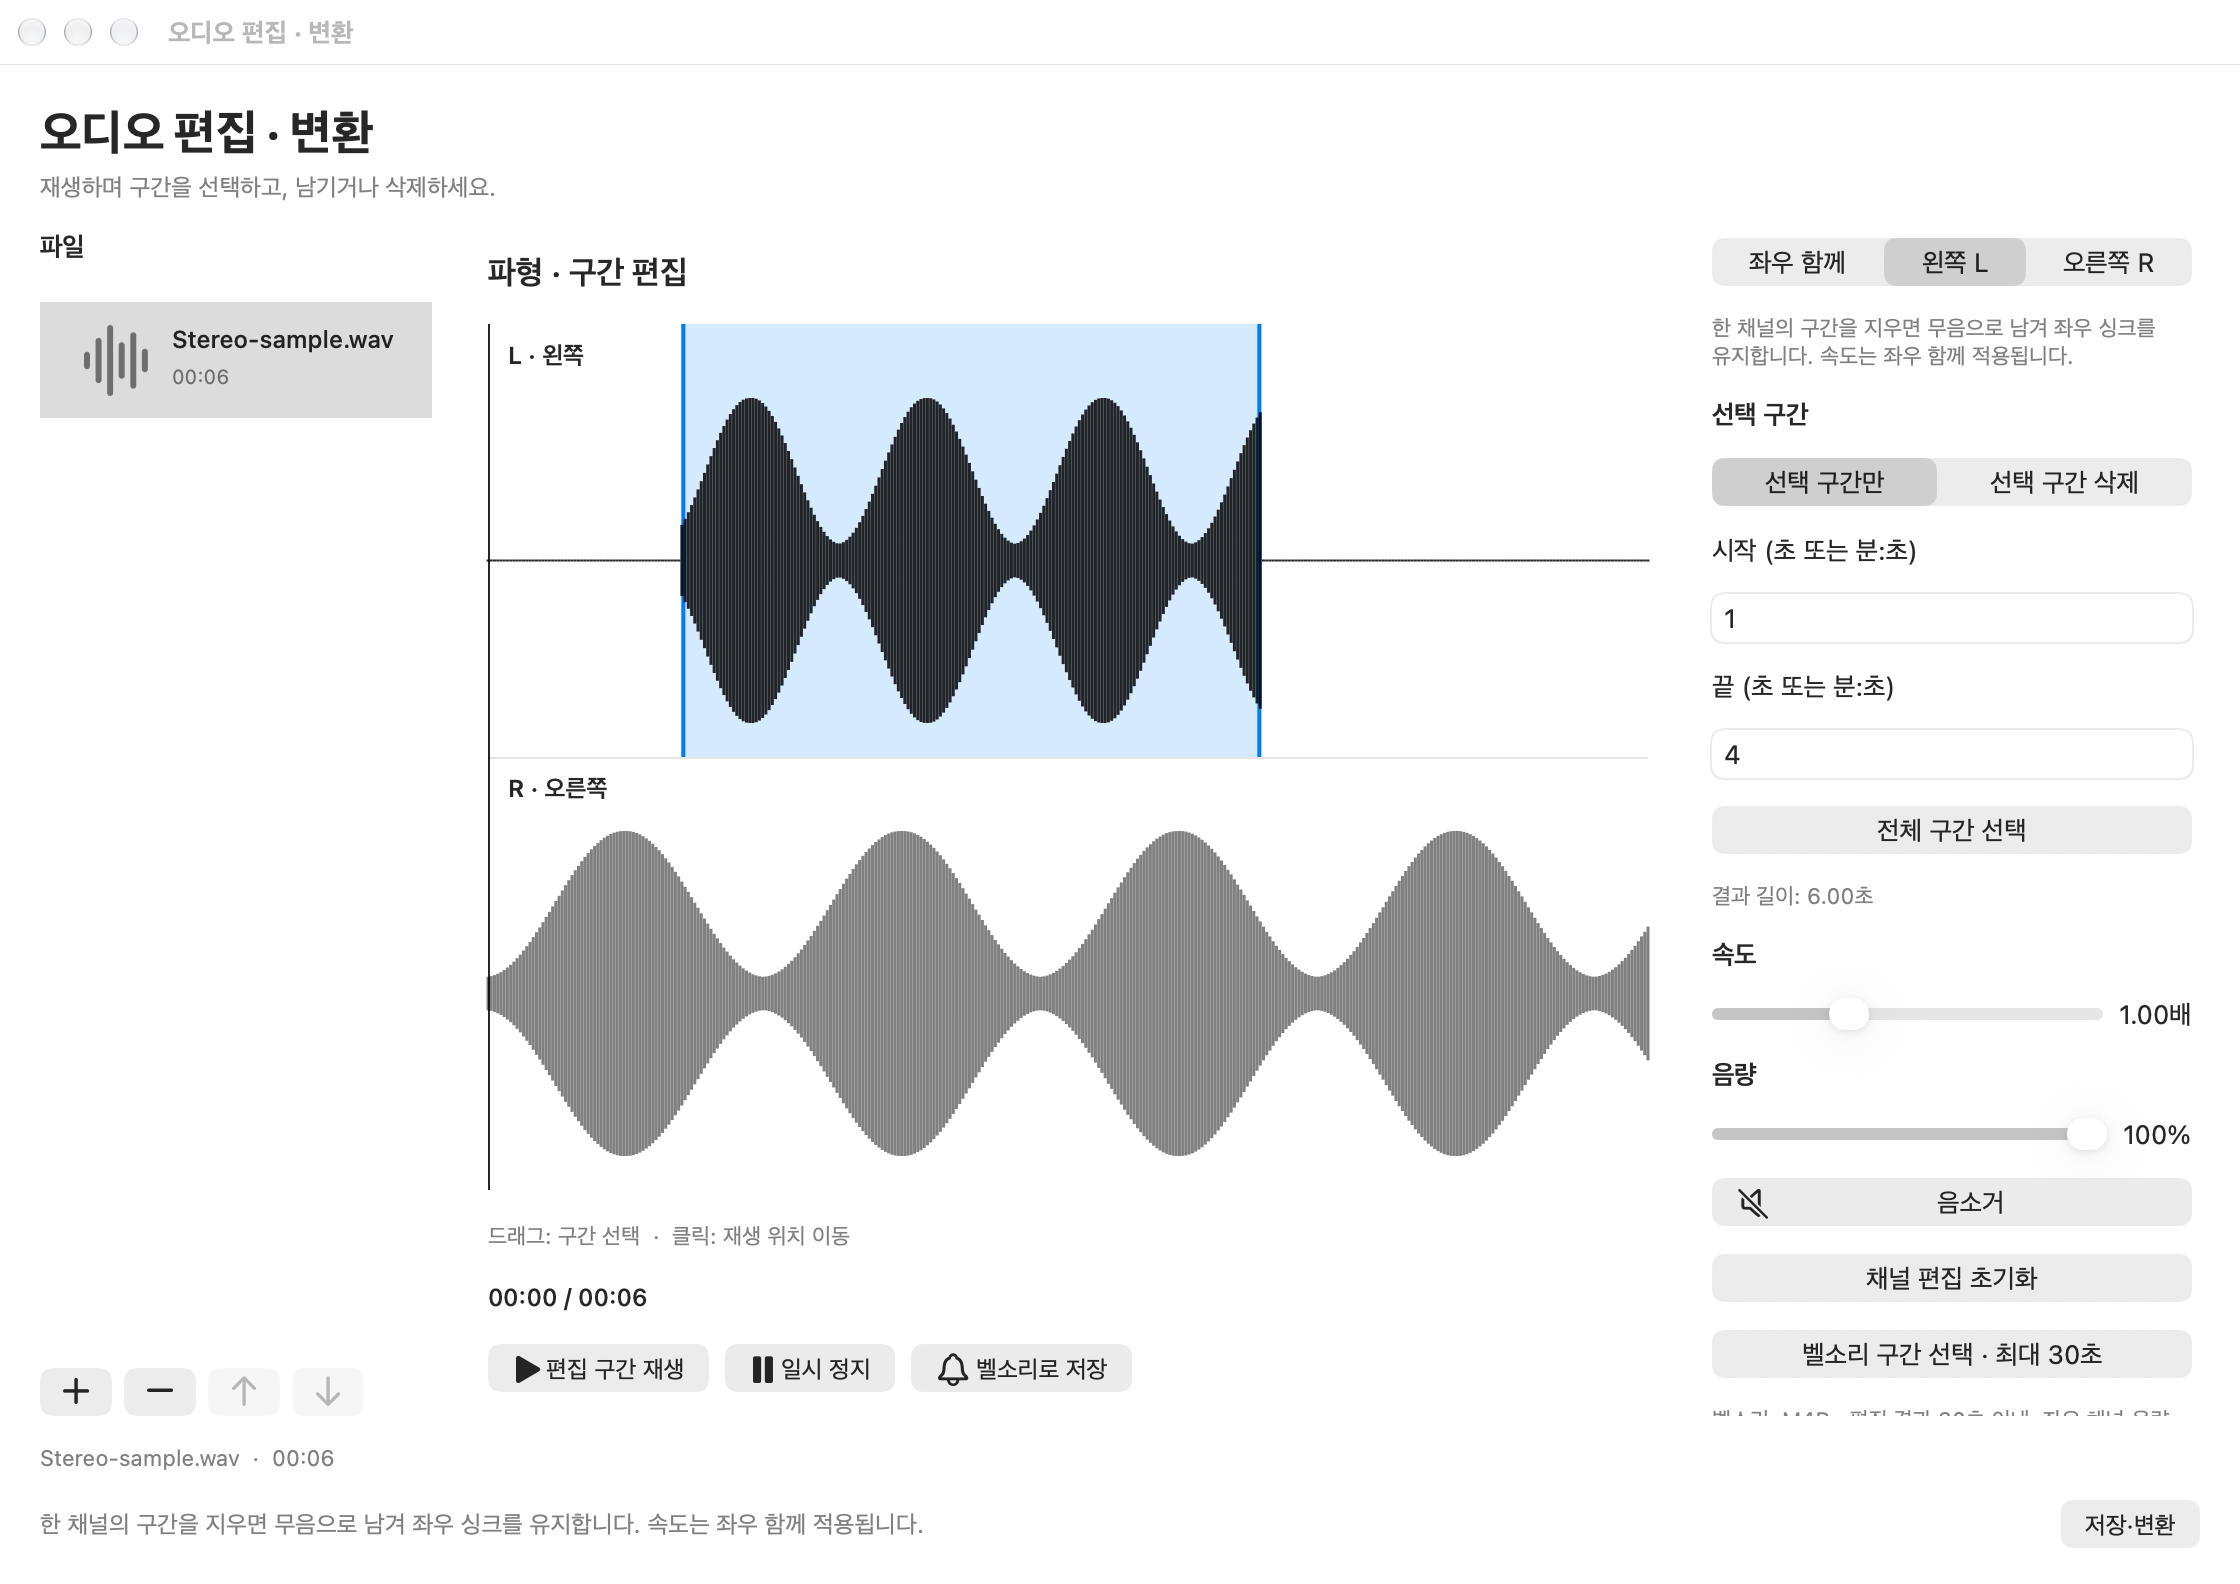 오디오 편집 · 변환
오디오 편집 · 변환
재생하며 구간을 선택하고, 남기거나 삭제하세요.
파일
Stereo-sample.wav
00:06
파형 · 구간 편집
L · 왼쪽
R · 오른쪽
드래그: 구간 선택 · 클릭: 재생 위치 이동
00:00 / 00:06
편집 구간 재생
일시 정지
벨소리로 저장
좌우 함께
왼쪽 L
오른쪽 R
한 채널의 구간을 지우면 무음으로 남겨 좌우 싱크를
유지합니다. 속도는 좌우 함께 적용됩니다.
선택 구간
선택 구간만
선택 구간 삭제
시작 (초 또는 분:초)
1
끝 (초 또는 분:초)
4
전체 구간 선택
결과 길이: 6.00초
속도
1.00배
음량
100%
음소거
채널 편집 초기화
벨소리 구간 선택 · 최대 30초
Stereo-sample.wav · 00:06
한 채널의 구간을 지우면 무음으로 남겨 좌우 싱크를 유지합니다. 속도는 좌우 함께 적용됩니다.
저장·변환